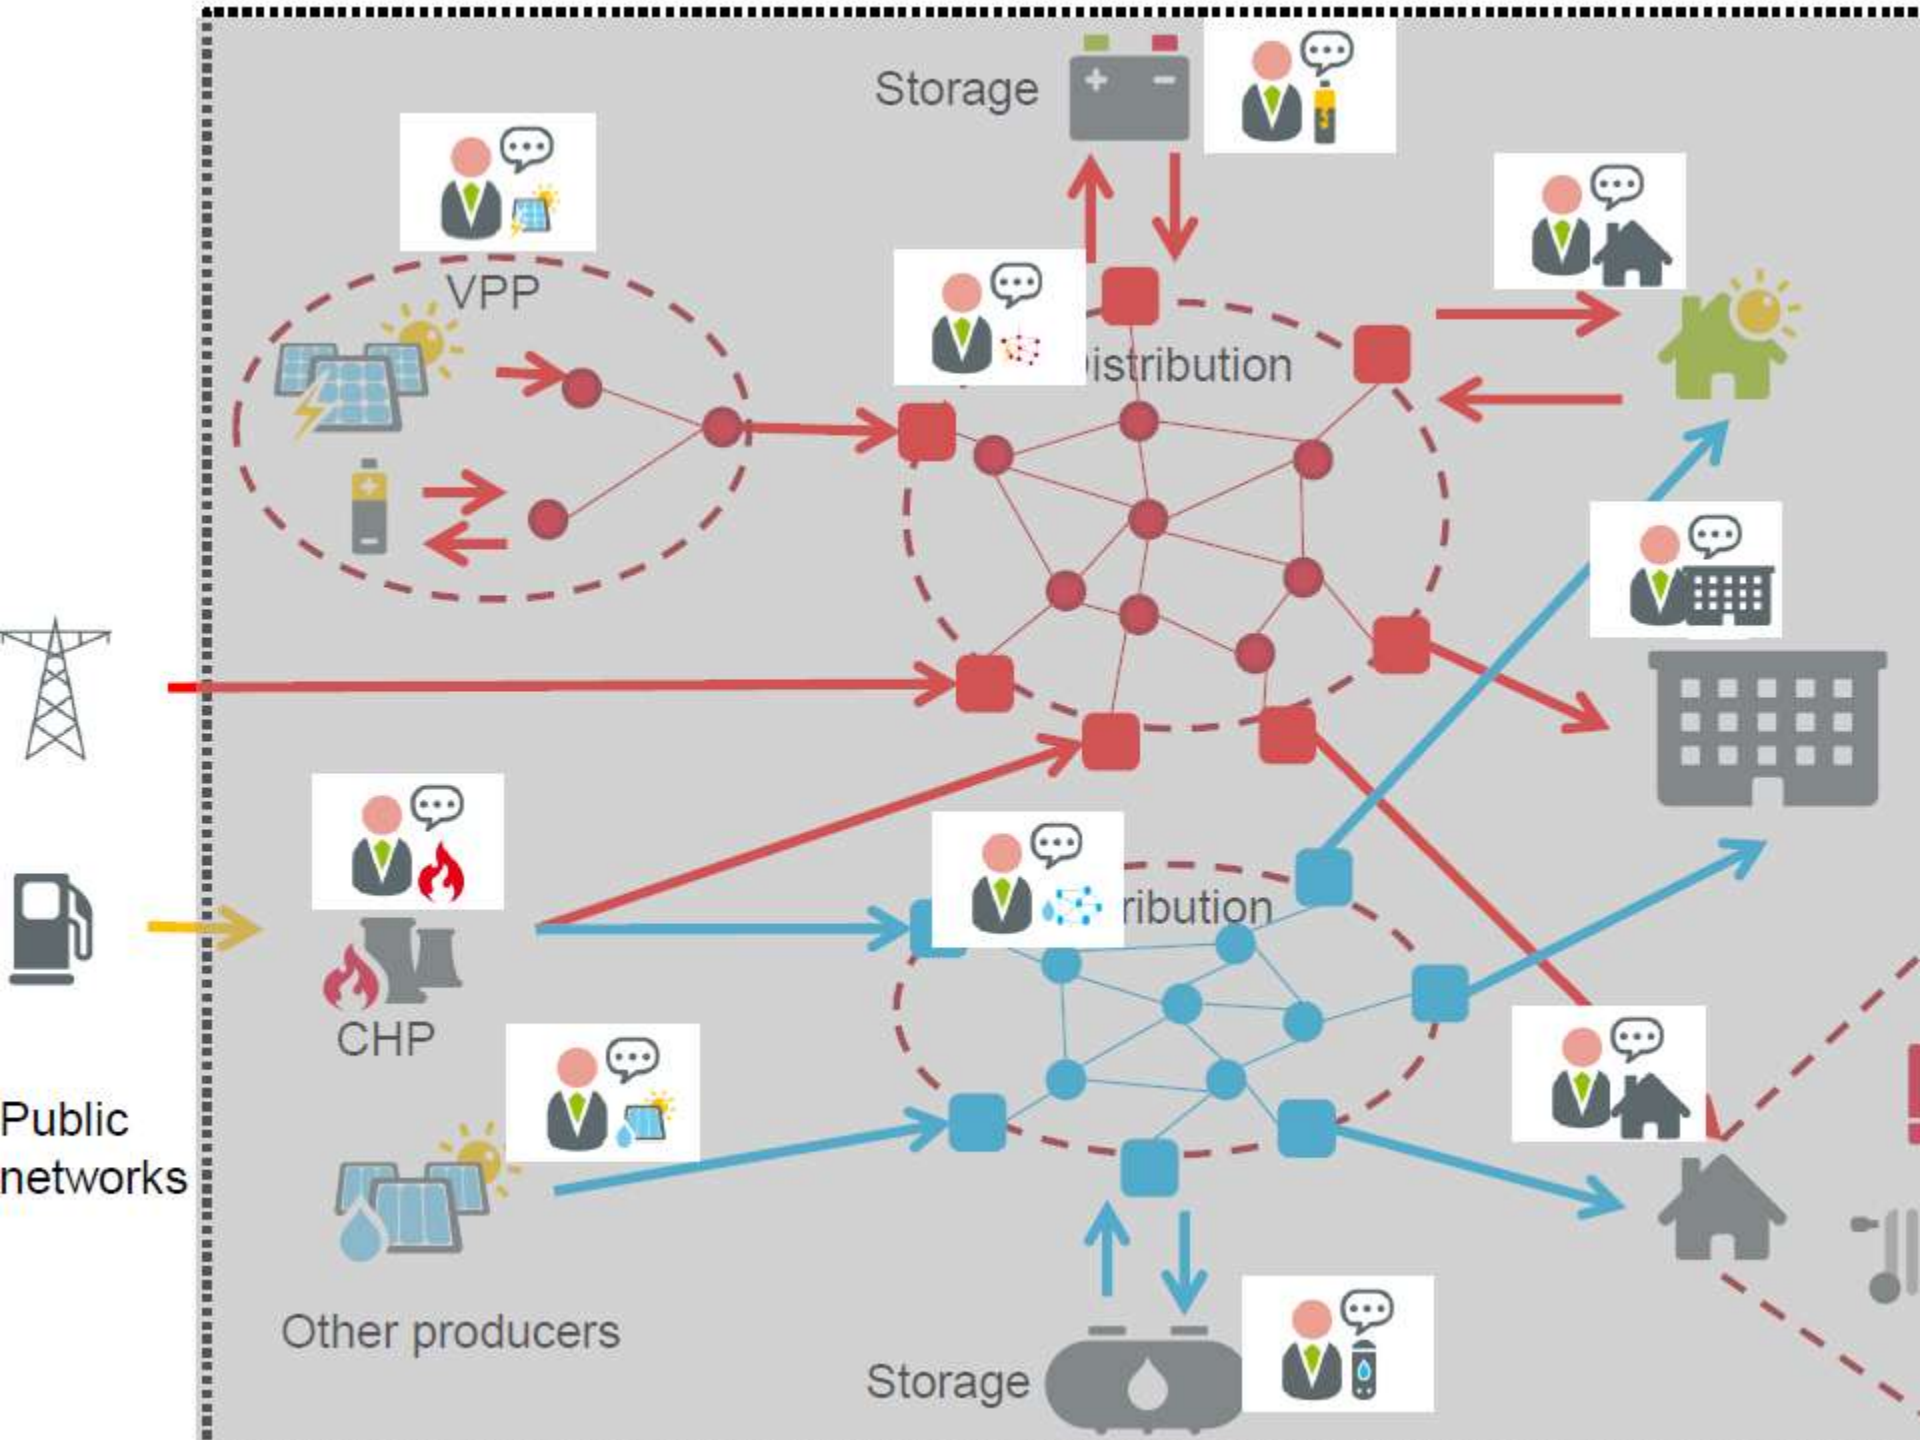 Storage
VPP
istribution
ribution
CHP
Public
networks
Other producers
Storage